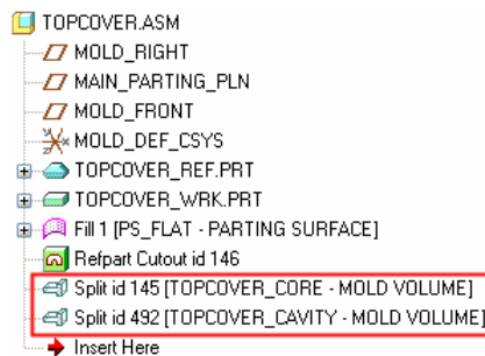 TOPCOVER.ASM
MOLD_RIGHT
MAIN_PARTING_PLN
MOLD_FRONT
MOLD_DEF_CSYS
TOPCOVER_REF.PRT
TOPCOVER_WRK.PRT
Fill 1 [PS_FLAT - PARTING SURFACE]
Refpart Cutout id 146
Split id 145 [TOPCOVER_CORE - MOLD VOLUME]
Split id 492 [TOPCOVER_CAVITY - MOLD VOLUME]
Insert Here